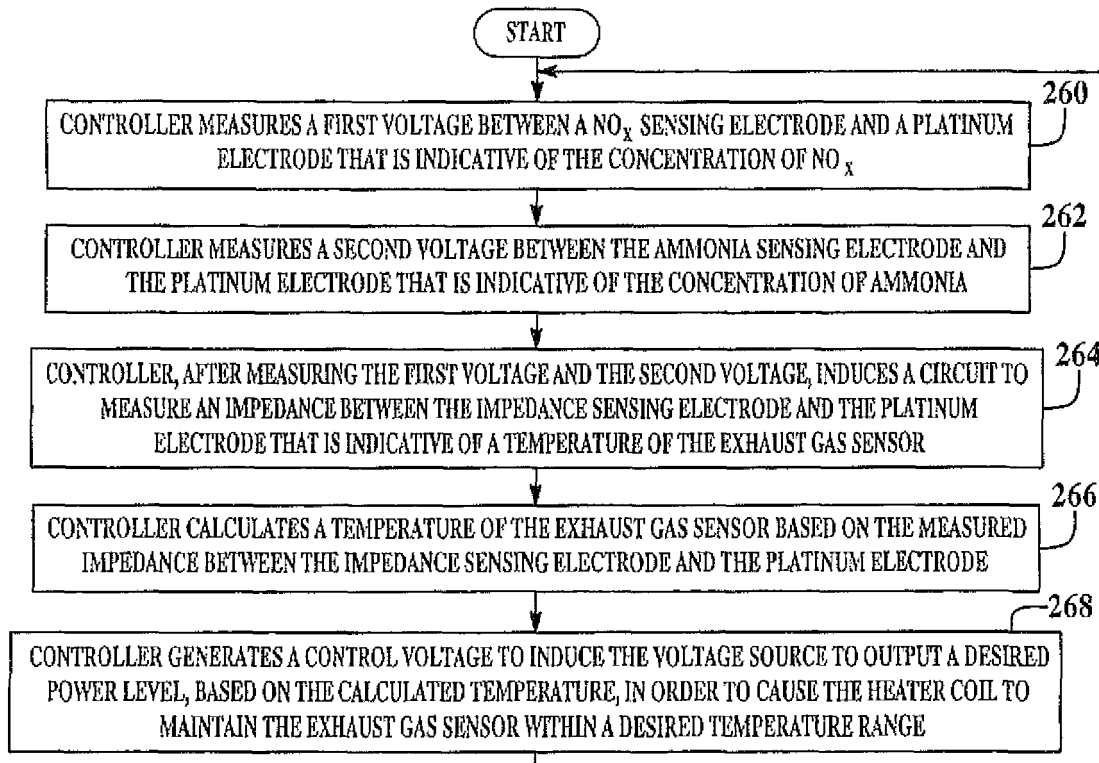 START
260
CONTROLLER MEASURES A FIRST VOLTAGE BETWEEN A NOX SENSING ELECTRODE AND A PLATINUM
ELECTRODE THAT IS INDICATIVE OF THE CONCENTRATION OF NOX
262
CONTROLLER MEASURES A SECOND VOLTAGE BETWEEN THE AMMONIA SENSING ELECTRODE AND
THE PLATINUM ELECTRODE THAT IS INDICATIVE OF THE CONCENTRATION OF AMMONIA
264
CONTROLLER, AFTER MEASURING THE FIRST VOLTAGE AND THE SECOND VOLTAGE, INDUCES A CIRCUIT TO
MEASURE AN IMPEDANCE BETWEEN THE IMPEDANCE SENSING ELECTRODE AND THE PLATINUM
ELECTRODE THAT IS INDICATIVE OF A TEMPERATURE OF THE EXHAUST GAS SENSOR
266
CONTROLLER CALCULATES A TEMPERATURE OF THE EXHAUST GAS SENSOR BASED ON THE MEASURED
IMPEDANCE BETWEEN THE IMPEDANCE SENSING ELECTRODE AND THE PLATINUM ELECTRODE
268
CONTROLLER GENERATES A CONTROL VOLTAGE TO INDUCE THE VOLTAGE SOURCE TO OUTPUT A DESIRED
POWER LEVEL, BASED ON THE CALCULATED TEMPERATURE, IN ORDER TO CAUSE THE HEATER COIL TO
MAINTAIN THE EXHAUST GAS SENSOR WITHIN A DESIRED TEMPERATURE RANGE